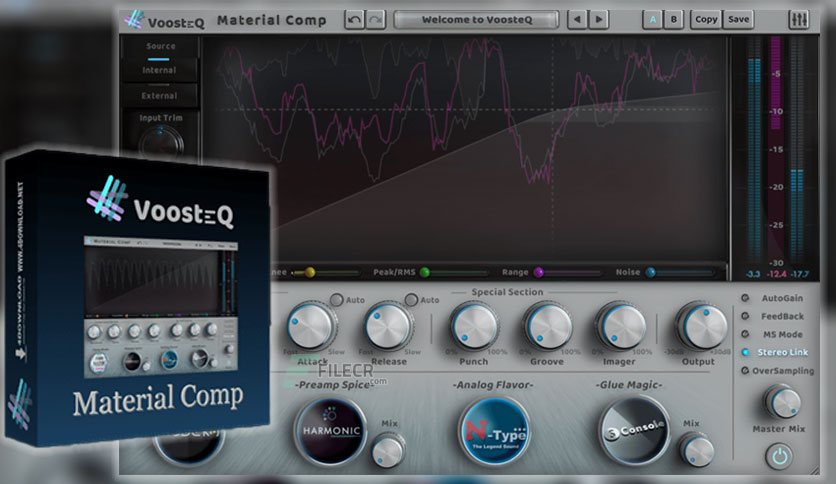 VoosteQ Material Comp
Welcome to VoosteQ
A B Copy Save
Source
Internal
External
Input Trim
-5
-10
-15
-20
-25
-30
-3.3 -12.4 -17.7
nee Peak/RMS Range Noise
Special Section
Auto Auto
Fast Slow Fast Slow 0% 100% 0% 100% 0% 100% -30dB +30dB
Attack Release Punch Groove Imager Output
AutoGain
FeedBack
MS Mode
Stereo Link
OverSampling
Master Mix
FILECR
.com
-Preamp Spice- -Analog Flavor- -Glue Magic-
HARMONIC
Mix
N-Type
The Legend Sound
Console
Mix
VoosteQ
Material Comp
4DOWNLOAD WWW.4DOWNLOAD.NET
Material Comp